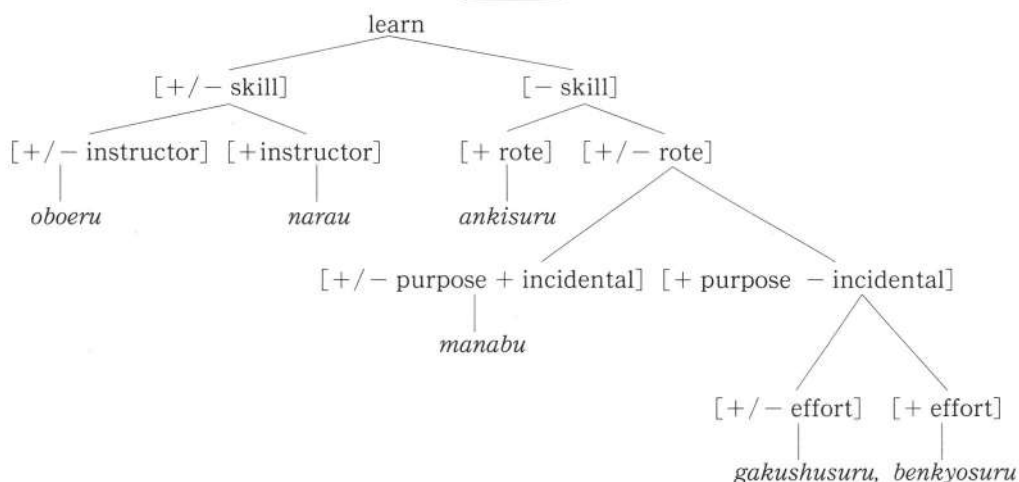 learn
[+/− skill] [− skill]
[+/− instructor] [+instructor] [+ rote] [+/− rote]
oboeru narau ankisuru
[+/− purpose + incidental] [+ purpose − incidental]
manabu
[+/− effort] [+ effort]
gakushusuru, benkyosuru